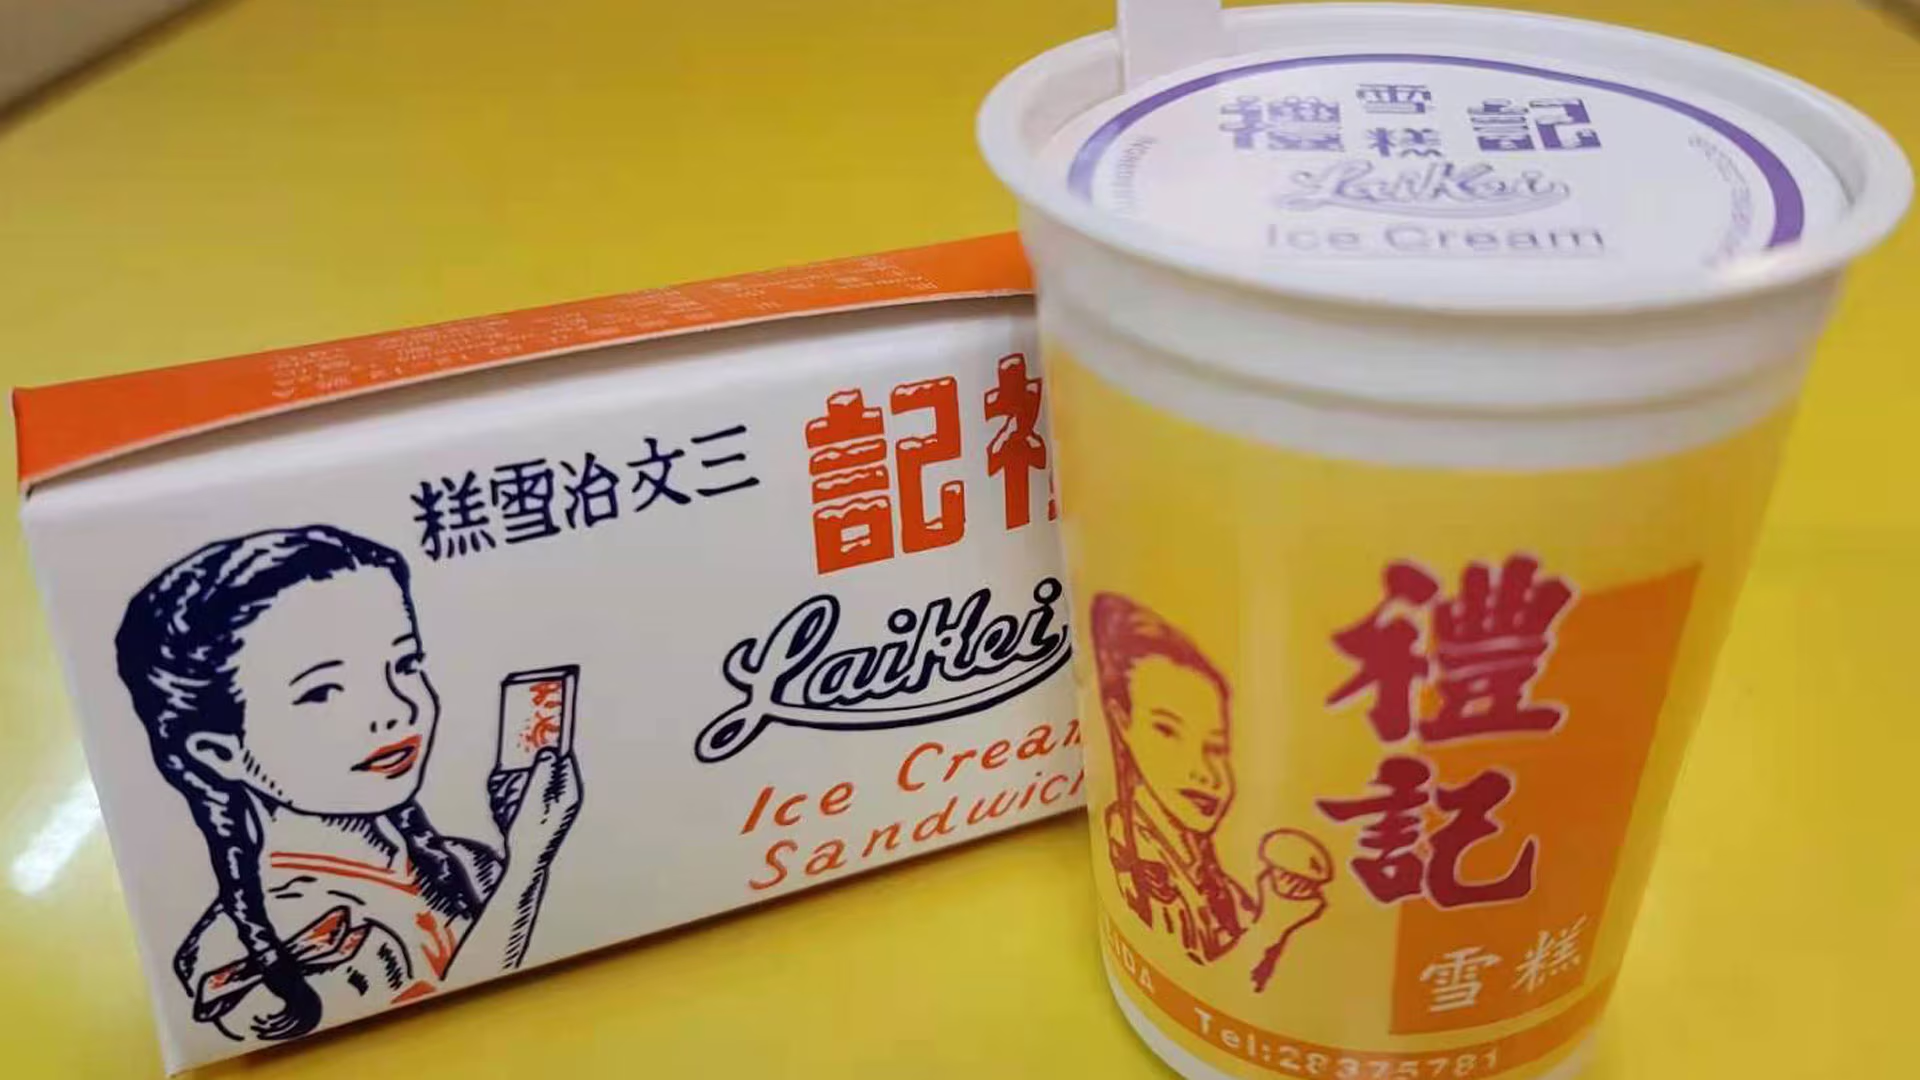 禮記
三文治雪糕
LaiKei
Ice Cream
Sandwich
禮雪糕記
LaiKei
Ice Cream
禮
記
雪糕
Tel:28375781